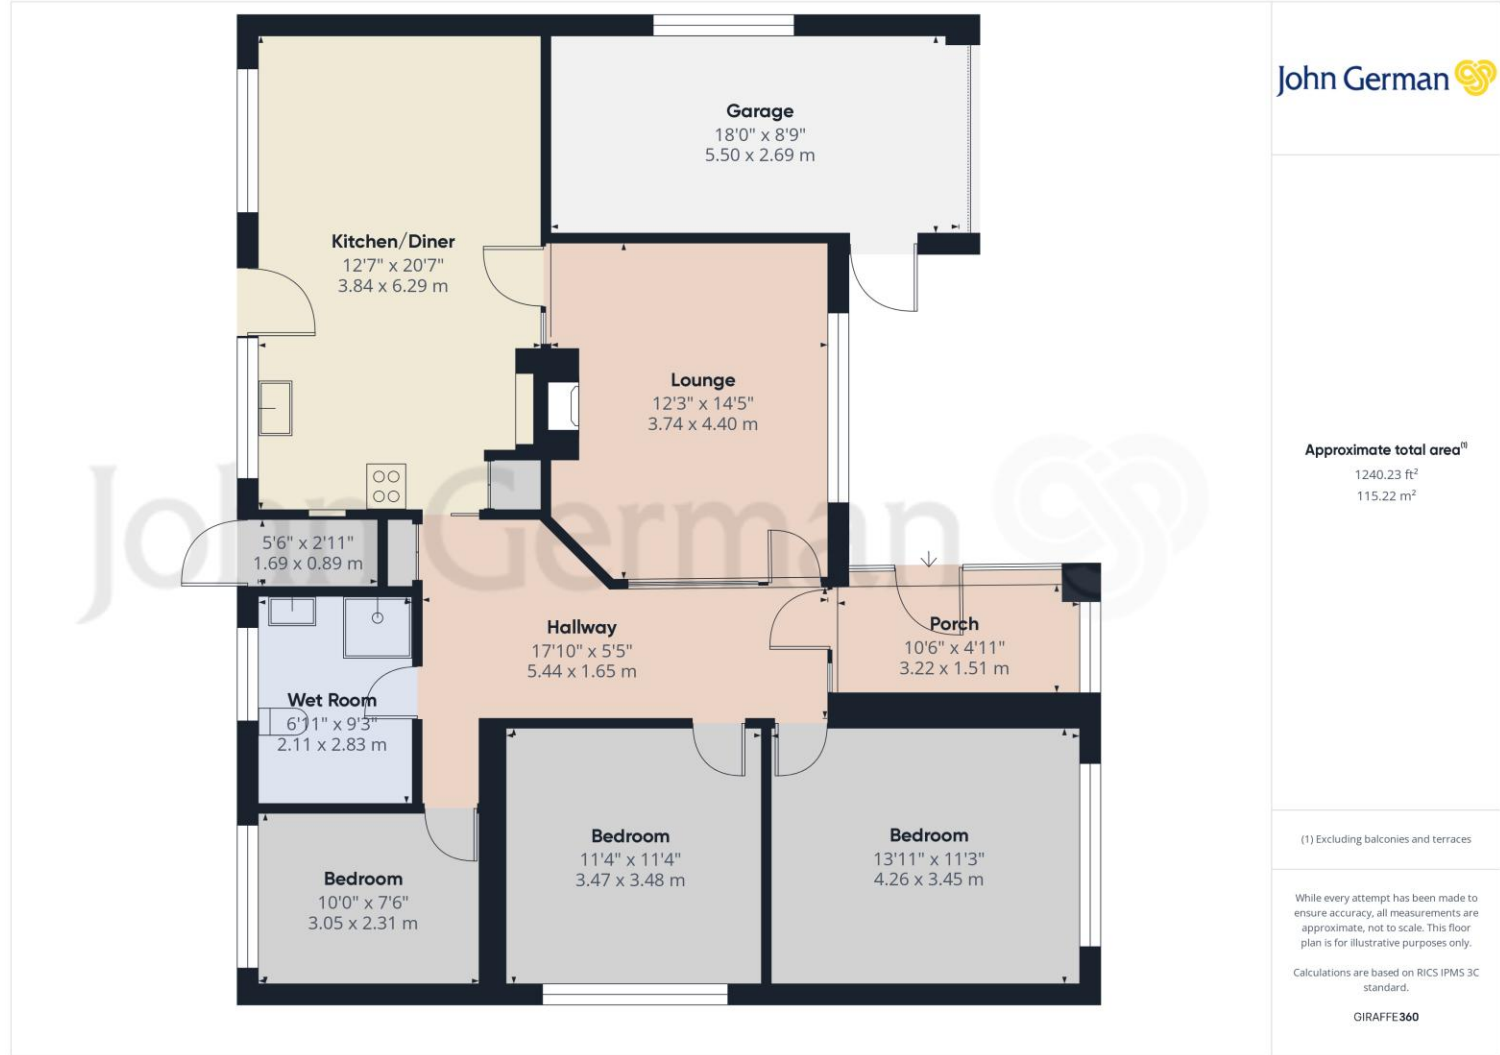 John German
Garage
18'0" x 8'9"
5.50 x 2.69 m
Kitchen/Diner
12'7" x 20'7"
3.84 x 6.29 m
Lounge
12'3" x 14'5"
3.74 x 4.40 m
John German
5'6" x 2'11"
1.69 x 0.89 m
Hallway
17'10" x 5'5"
5.44 x 1.65 m
Porch
10'6" x 4'11"
3.22 x 1.51 m
Wet Room
6'11" x 9'3"
2.11 x 2.83 m
Bedroom
10'0" x 7'6"
3.05 x 2.31 m
Bedroom
11'4" x 11'4"
3.47 x 3.48 m
Bedroom
13'11" x 11'3"
4.26 x 3.45 m
Approximate total area(1)
1240.23 ft²
115.22 m²
(1) Excluding balconies and terraces
While every attempt has been made to
ensure accuracy, all measurements are
approximate, not to scale. This floor
plan is for illustrative purposes only.
Calculations are based on RICS IPMS 3C
standard.
GIRAFFE360